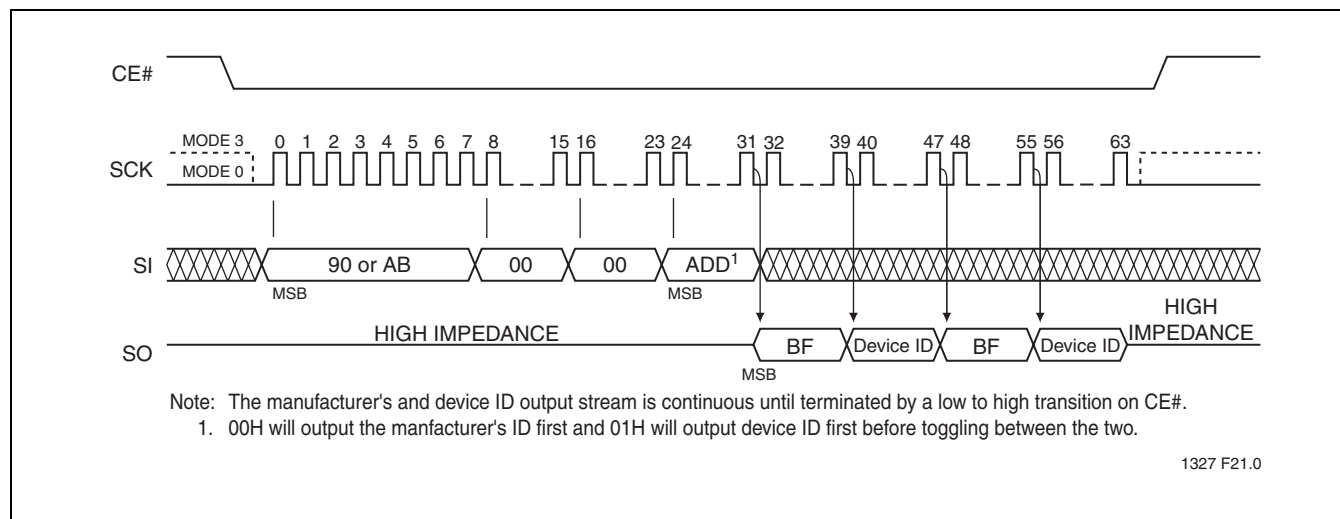 CE#
MODE 3
0 1 2 3 4 5 6 7 8 15 16 23 24 31 32 39 40 47 48 55 56 63
SCK
MODE 0
SI
90 or AB 00 00 ADD1
MSB MSB
HIGH IMPEDANCE
HIGH
IMPEDANCE
SO
BF Device ID BF Device ID
MSB
Note: The manufacturer's and device ID output stream is continuous until terminated by a low to high transition on CE#.
1. 00H will output the manfacturer's ID first and 01H will output device ID first before toggling between the two.
1327 F21.0